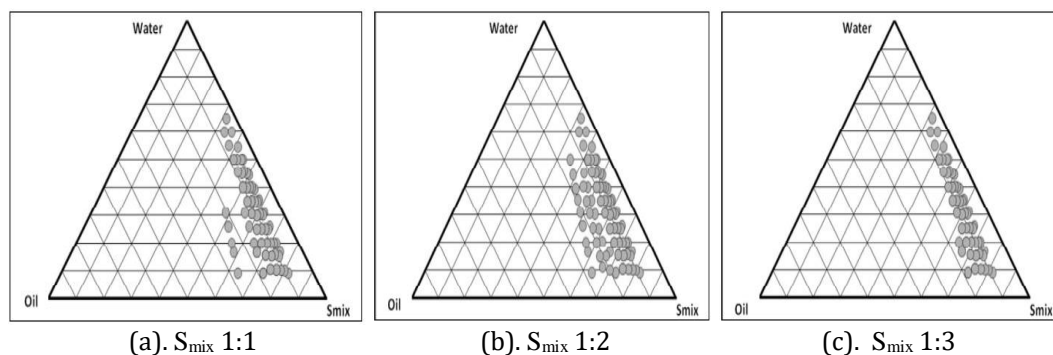 Water
Oil
Smix
(a). Smix 1:1
Water
Oil
Smix
(b). Smix 1:2
Water
Oil
Smix
(c). Smix 1:3